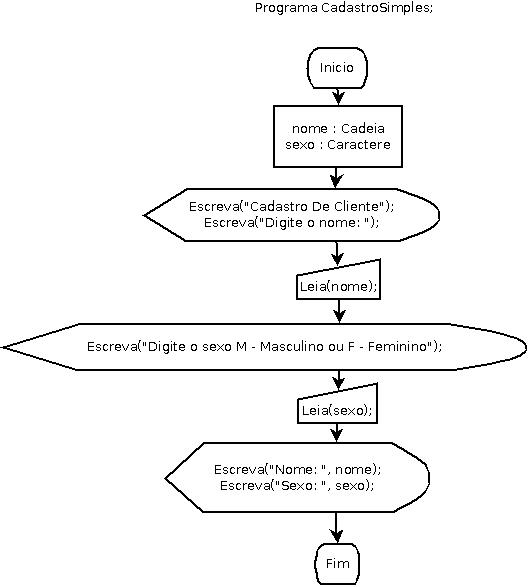 Programa CadastroSimples;
Inicio
nome : Cadeia
sexo : Caractere
Escreva("Cadastro De Cliente");
Escreva("Digite o nome: ");
Leia(nome);
Escreva("Digite o sexo M - Masculino ou F - Feminino");
Leia(sexo);
Escreva("Nome: ", nome);
Escreva("Sexo: ", sexo);
Fim